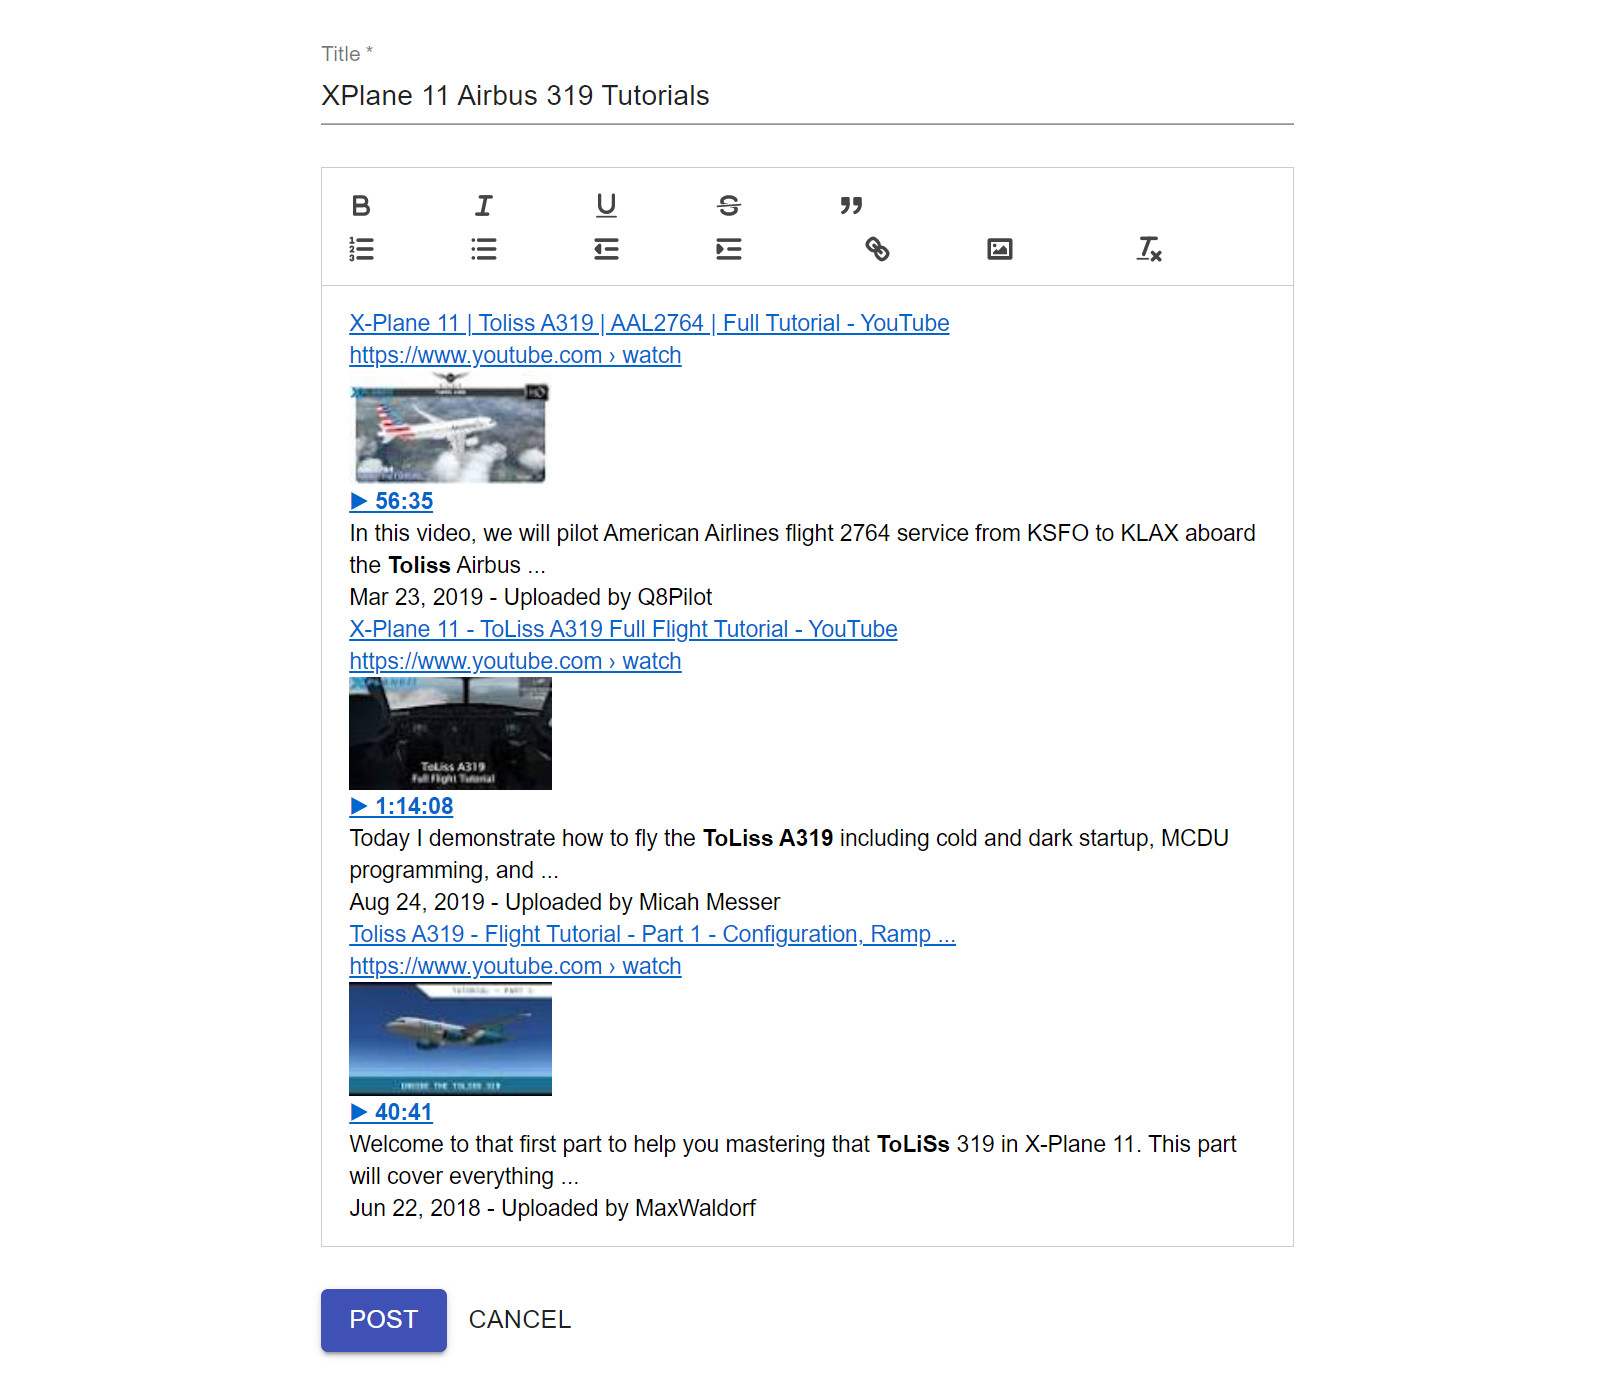 Title *
XPlane 11 Airbus 319 Tutorials
X-Plane 11 | Toliss A319 | AAL2764 | Full Tutorial - YouTube
https://www.youtube.com › watch
▶ 56:35
In this video, we will pilot American Airlines flight 2764 service from KSFO to KLAX aboard
the Toliss Airbus ...
Mar 23, 2019 - Uploaded by Q8Pilot
X-Plane 11 - ToLiss A319 Full Flight Tutorial - YouTube
https://www.youtube.com › watch
ToLiss A319
Full Flight Tutorial
▶ 1:14:08
Today I demonstrate how to fly the ToLiss A319 including cold and dark startup, MCDU
programming, and ...
Aug 24, 2019 - Uploaded by Micah Messer
Toliss A319 - Flight Tutorial - Part 1 - Configuration, Ramp ...
https://www.youtube.com › watch
TUTORIAL - PART 1
INSIDE THE TOLISS 319
▶ 40:41
Welcome to that first part to help you mastering that ToLiSs 319 in X-Plane 11. This part
will cover everything ...
Jun 22, 2018 - Uploaded by MaxWaldorf
POST CANCEL